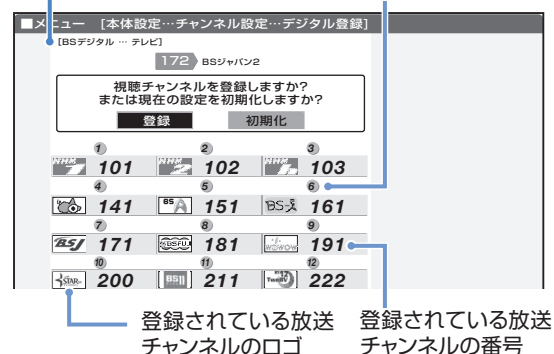 ■メニュー [本体設定…チャンネル設定…デジタル登録]
[BSデジタル … テレビ]
172 BSジャパン2
視聴チャンネルを登録しますか?
または現在の設定を初期化しますか?
登録 初期化
1 2 3
NHK 1 101 NHK 2 102 NHK h 103
4 5 6
141 BS A 151 BS-i 161
7 8 9
BSJ 171 BSFUJI 181 WOWOW 191
10 11 12
STAR 200 BS11 211 TwellV 222
登録されている放送 登録されている放送
チャンネルのロゴ チャンネルの番号